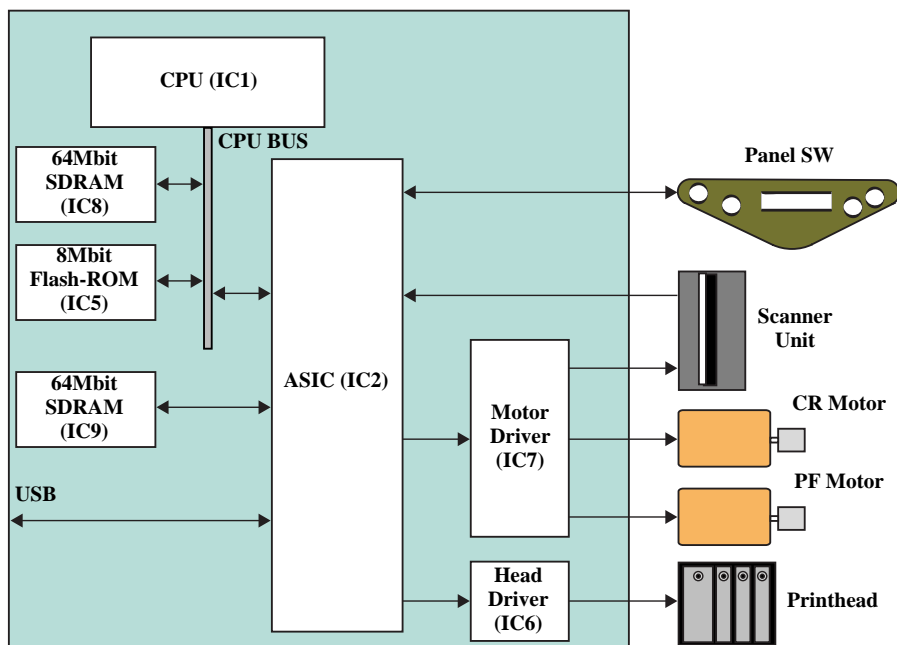 CPU (IC1)
CPU BUS
64Mbit
SDRAM
(IC8)
8Mbit
Flash-ROM
(IC5)
64Mbit
SDRAM
(IC9)
USB
ASIC (IC2)
Motor
Driver
(IC7)
Head
Driver
(IC6)
Panel SW
Scanner
Unit
CR Motor
PF Motor
Printhead